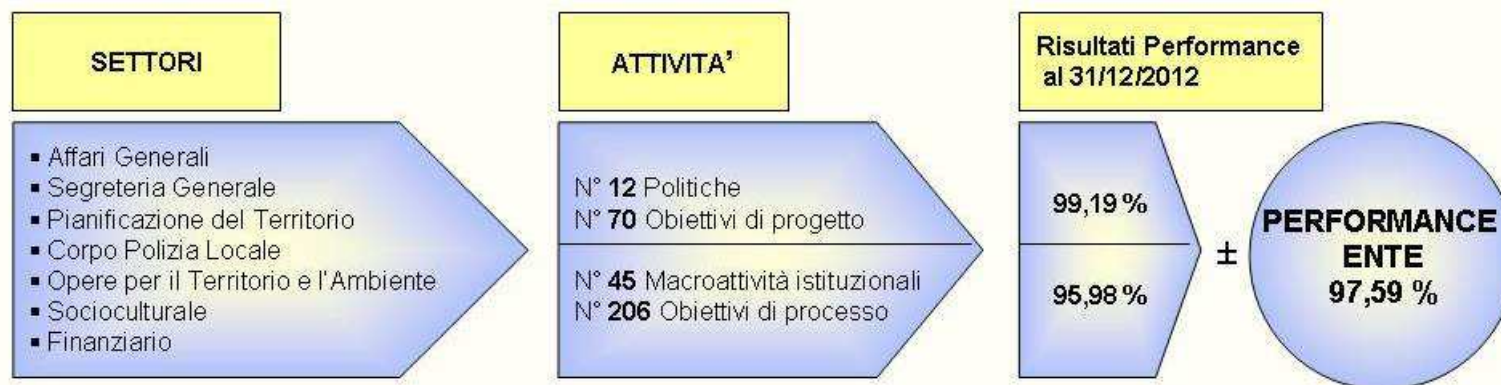 SETTORI
▪ Affari Generali
▪ Segreteria Generale
▪ Pianificazione del Territorio
▪ Corpo Polizia Locale
▪ Opere per il Territorio e l'Ambiente
▪ Socioculturale
▪ Finanziario
ATTIVITA'
N° 12 Politiche
N° 70 Obiettivi di progetto
N° 45 Macroattività istituzionali
N° 206 Obiettivi di processo
Risultati Performance
al 31/12/2012
99,19 %
95,98 %
±
PERFORMANCE
ENTE
97,59 %